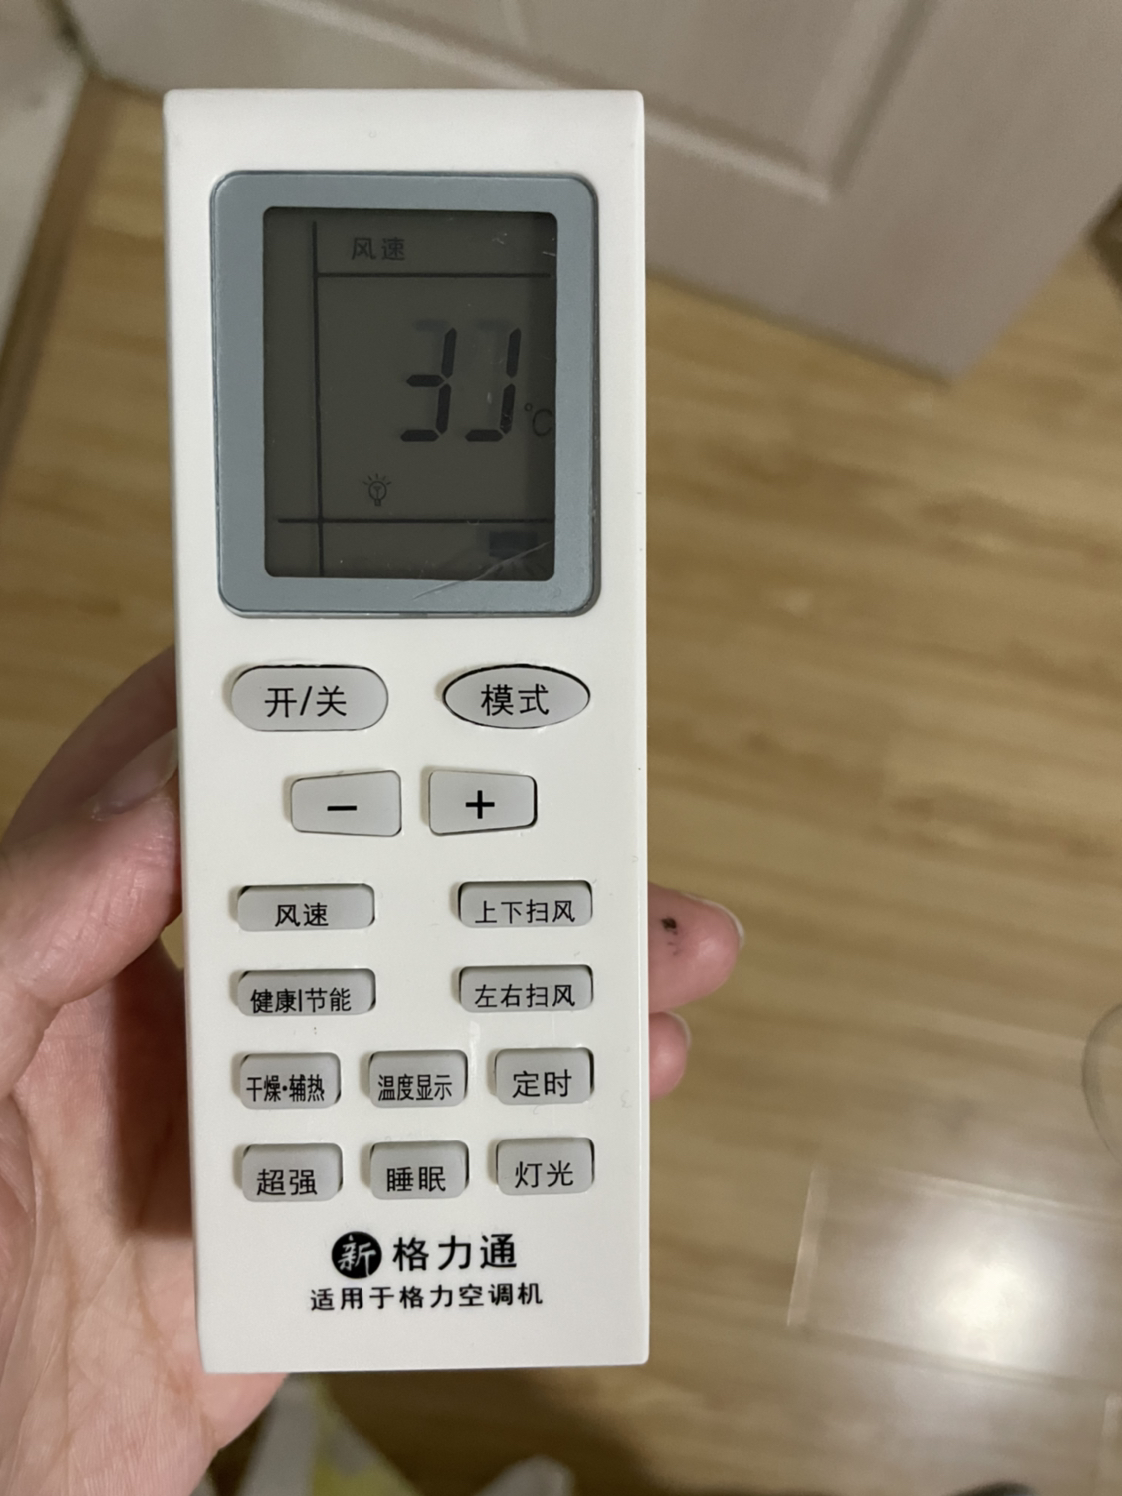 风速
°C
开/关
模式
− +
风速
上下扫风
健康|节能
左右扫风
干燥·辅热 温度显示 定时
超强 睡眠 灯光
新 格力通
适用于格力空调机